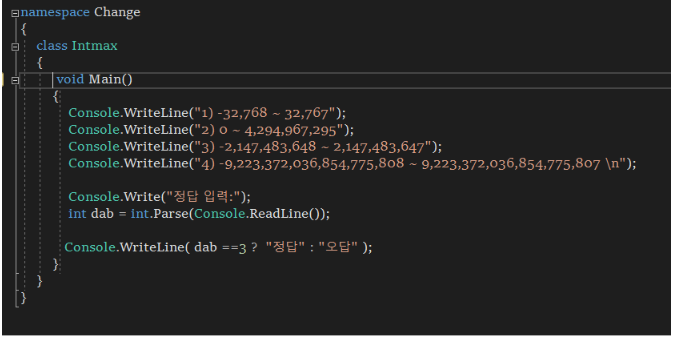 namespace Change
{
class Intmax
{
void Main()
{
Console.WriteLine("1) -32,768 ~ 32,767");
Console.WriteLine("2) 0 ~ 4,294,967,295");
Console.WriteLine("3) -2,147,483,648 ~ 2,147,483,647");
Console.WriteLine("4) -9,223,372,036,854,775,808 ~ 9,223,372,036,854,775,807 \n");
Console.Write("정답 입력:");
int dab = int.Parse(Console.ReadLine());
Console.WriteLine( dab ==3 ? "정답" : "오답" );
}
}
}